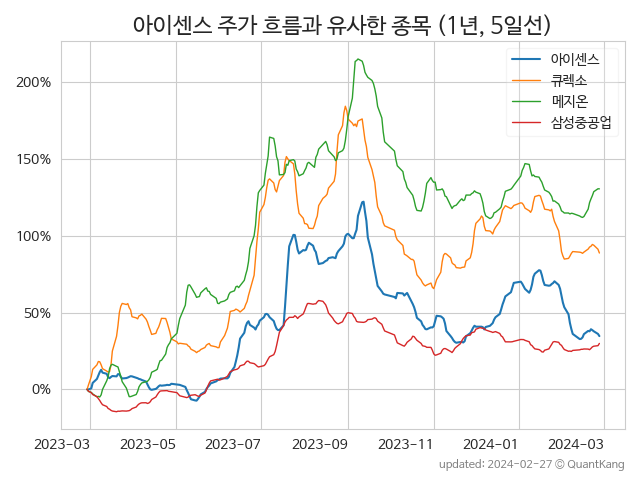 아이센스 주가 흐름과 유사한 종목 (1년, 5일선)
아이센스
큐렉소
메지온
삼성중공업
200%
150%
100%
50%
0%
2023-03 2023-05 2023-07 2023-09 2023-11 2024-01 2024-03
updated: 2024-02-27 © QuantKang